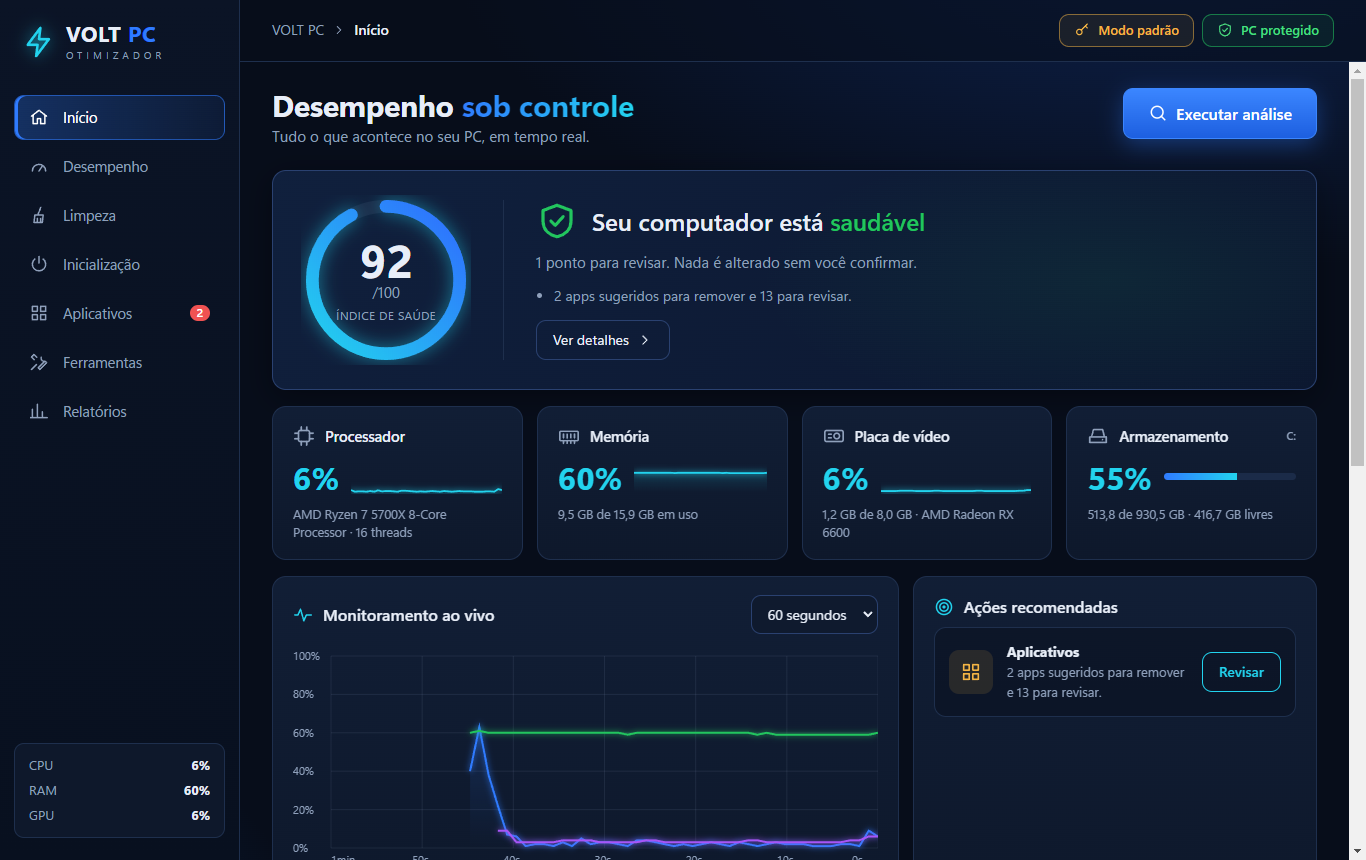 VOLT PC
OTIMIZADOR
Início
Desempenho
Limpeza
Inicialização
Aplicativos 2
Ferramentas
Relatórios
CPU 6%
RAM 60%
GPU 6%
VOLT PC > Início
Modo padrão
PC protegido
Desempenho sob controle
Tudo o que acontece no seu PC, em tempo real.
Executar análise
92
/100
ÍNDICE DE SAÚDE
Seu computador está saudável
1 ponto para revisar. Nada é alterado sem você confirmar.
• 2 apps sugeridos para remover e 13 para revisar.
Ver detalhes
Processador
6%
AMD Ryzen 7 5700X 8-Core
Processor · 16 threads
Memória
60%
9,5 GB de 15,9 GB em uso
Placa de vídeo
6%
1,2 GB de 8,0 GB · AMD Radeon RX
6600
Armazenamento C:
55%
513,8 de 930,5 GB · 416,7 GB livres
Monitoramento ao vivo
60 segundos
100%
80%
60%
40%
20%
0%
1min 50s 40s 30s 20s 10s 0s
Ações recomendadas
Aplicativos
2 apps sugeridos para remover
e 13 para revisar.
Revisar